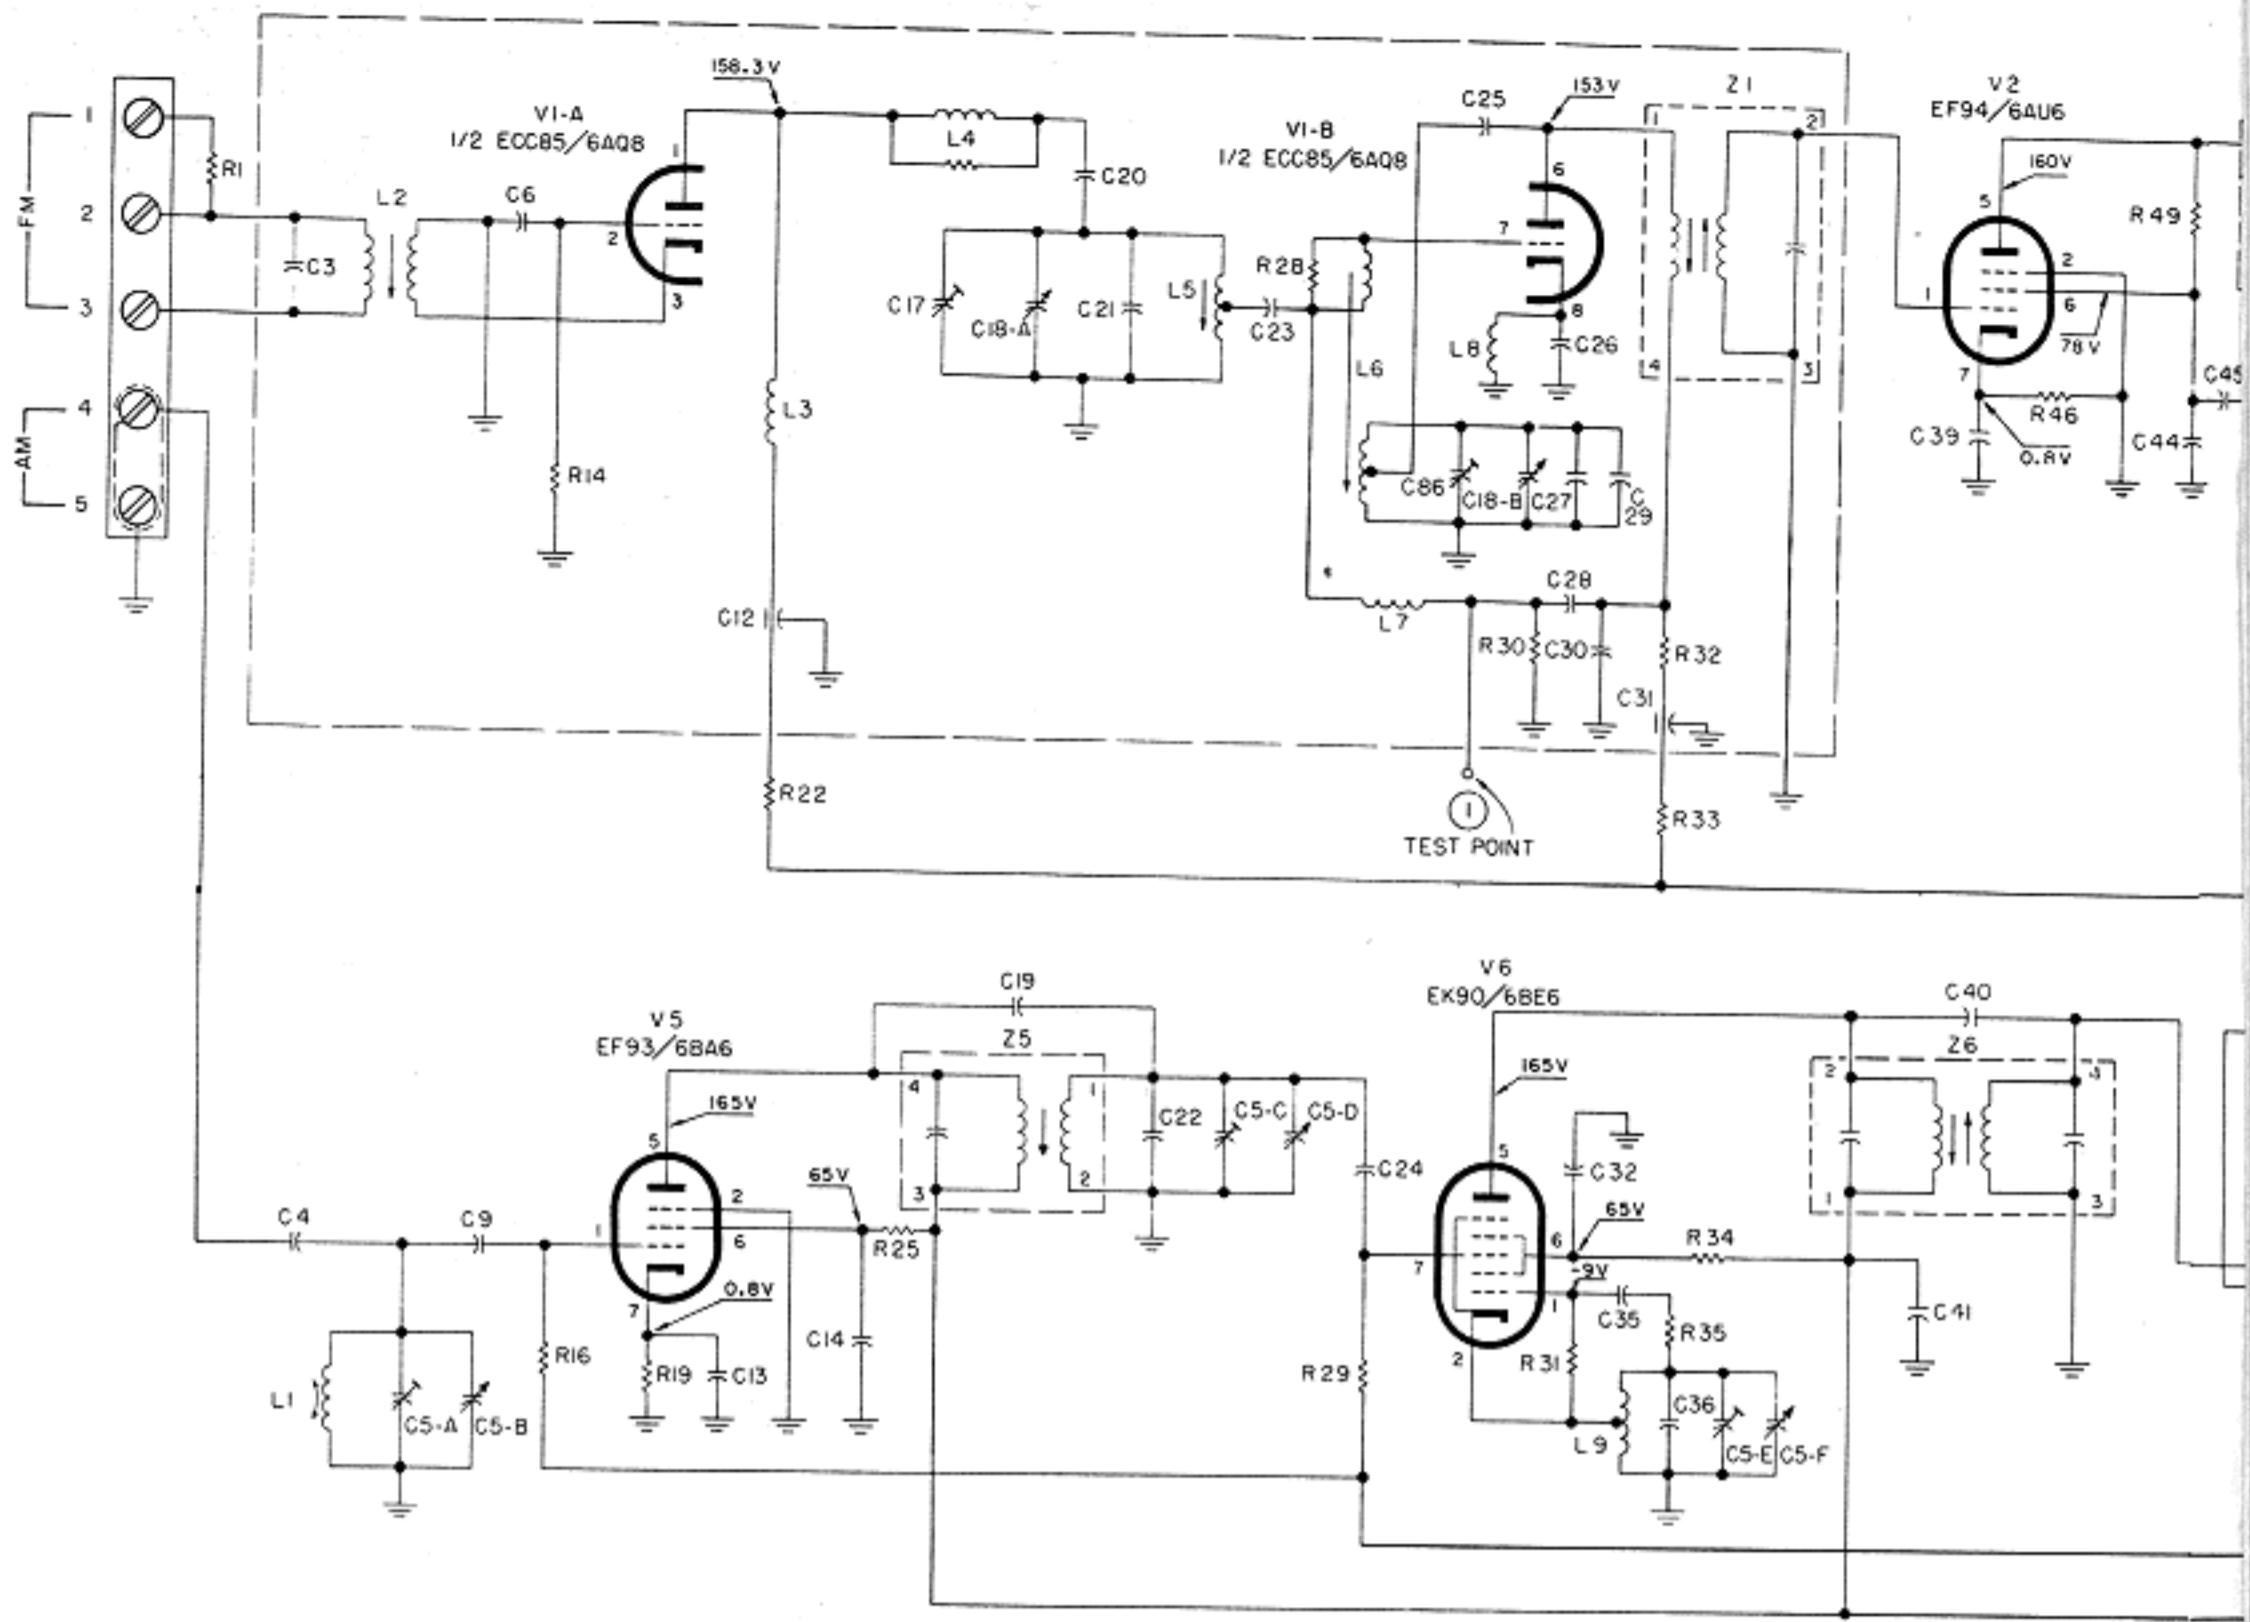 158.3V
V1-A
1/2 ECC85/6AQ8
1
FM
1
2
3
R1
C3
L2
C6
2
1
3
R14
AM
4
5
L3
C12
R22
L4
C20
C17
C18-A
C21
L5
C23
V1-B
1/2 ECC85/6AQ8
R28
7
6
8
L8
C26
L6
C25
153V
Z1
1
2
3
4
C86
C18-B
C27
C
29
L7
C28
R30
C30
R32
C31
R33
1
TEST POINT
V2
EF94/6AU6
160V
5
1
2
6
7
78V
R49
R46
C39
0.8V
C44
C45
V5
EF93/6BA6
165V
5
1
2
6
7
65V
R25
0.8V
R19
C13
C14
C4
C9
R16
L1
C5-A
C5-B
C19
Z5
4
3
1
2
C22
C5-C
C5-D
C24
R29
V6
EK90/6BE6
165V
5
7
2
6
1
C32
65V
R34
-9V
C35
R35
R31
L9
C36
C5-E
C5-F
C40
Z6
2
4
1
3
C41